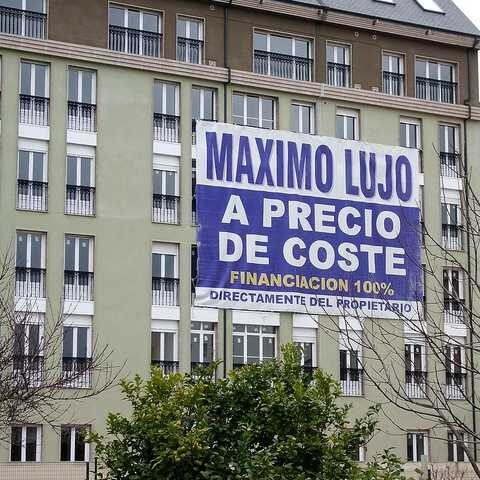 MAXIMO LUJO
A PRECIO
DE COSTE
FINANCIACION 100%
DIRECTAMENTE DEL PROPIETARIO